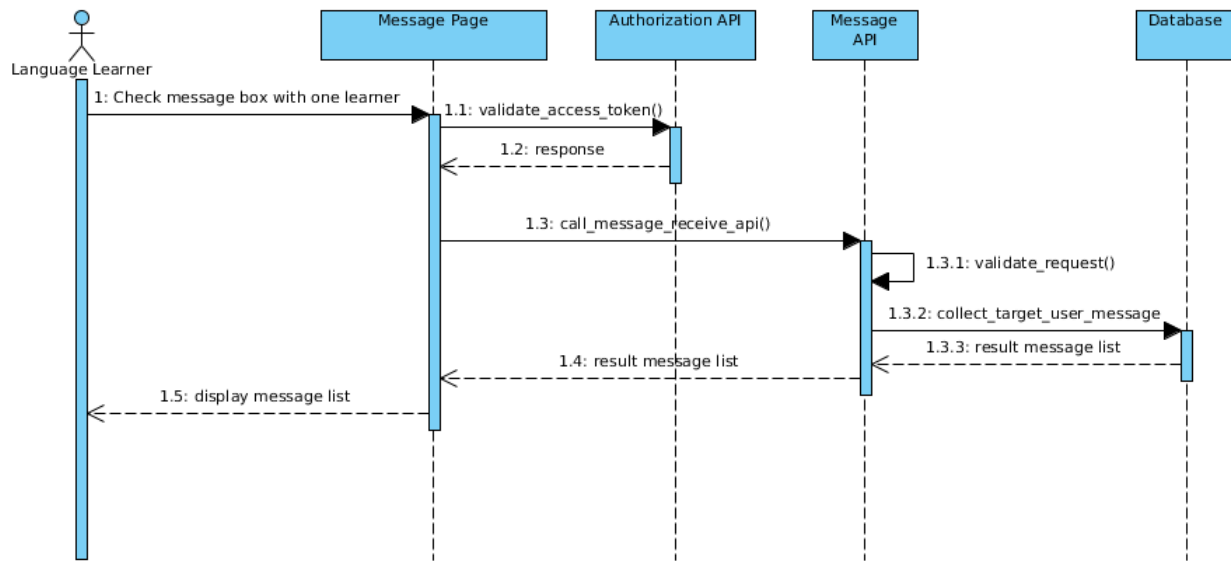 Message Page
Authorization API
Message
API
Database
Language Learner
1: Check message box with one learner
1.1: validate_access_token()
1.2: response
1.3: call_message_receive_api()
1.3.1: validate_request()
1.3.2: collect_target_user_message
1.3.3: result message list
1.4: result message list
1.5: display message list